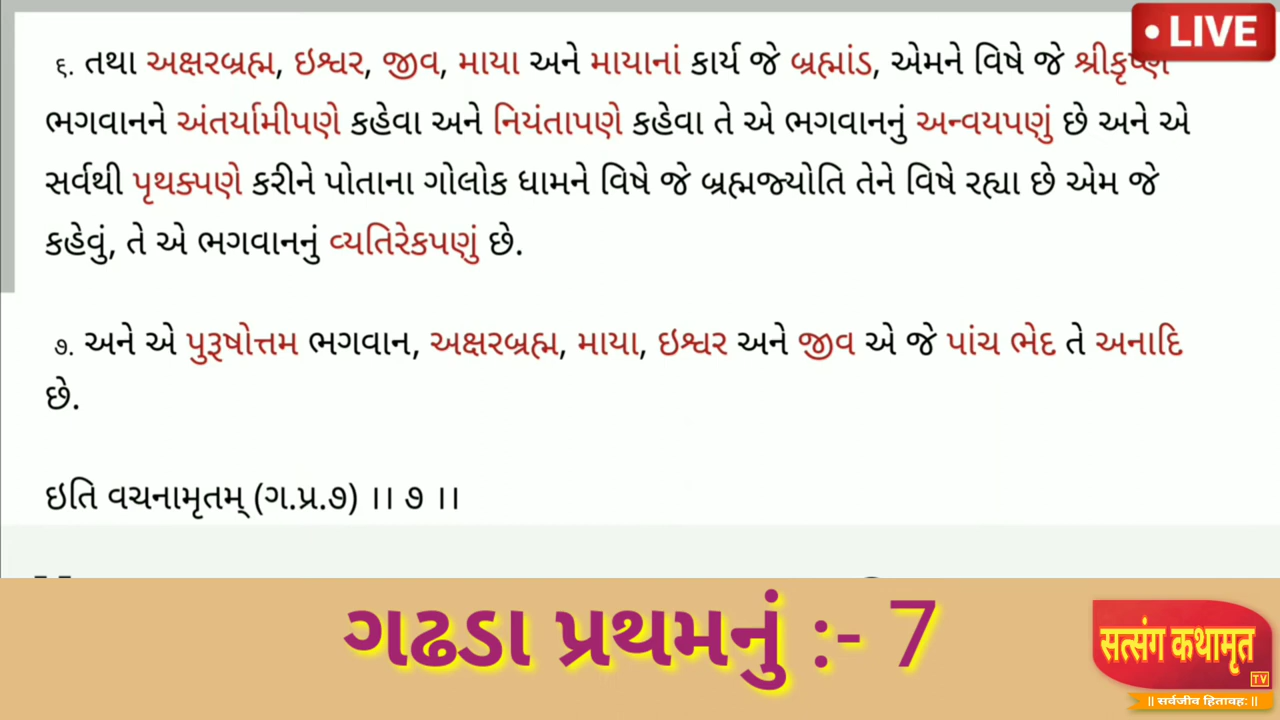 • LIVE
૬. તથા અક્ષરબ્રહ્મ, ઇશ્વર, જીવ, માયા અને માયાનાં કાર્ય જે બ્રહ્માંડ, એમને વિષે જે શ્રીકૃષ્ણ
ભગવાનને અંતર્યામીપણે કહેવા અને નિયંતાપણે કહેવા તે એ ભગવાનનું અન્વયપણું છે અને એ
સર્વથી પૃથક્પણે કરીને પોતાના ગોલોક ધામને વિષે જે બ્રહ્મજ્યોતિ તેને વિષે રહ્યા છે એમ જે
કહેવું, તે એ ભગવાનનું વ્યતિરેકપણું છે.
૭. અને એ પુરૂષોત્તમ ભગવાન, અક્ષરબ્રહ્મ, માયા, ઇશ્વર અને જીવ એ જે પાંચ ભેદ તે અનાદિ
છે.
ઇતિ વચનામૃતમ્ (ગ.પ્ર.૭) ।। ૭ ।।
ગઢડા પ્રથમનું :- 7
सत्संग कथामृत
TV
॥ सर्वजीव हितावहः ॥